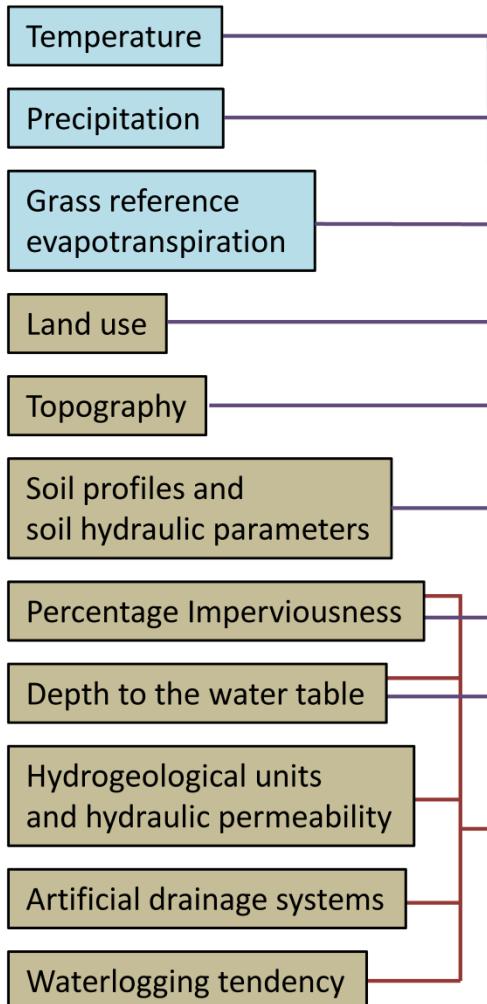 Temperature
Precipitation
Grass reference
evapotranspiration
Land use
Topography
Soil profiles and
soil hydraulic parameters
Percentage Imperviousness
Depth to the water table
Hydrogeological units
and hydraulic permeability
Artificial drainage systems
Waterlogging tendency